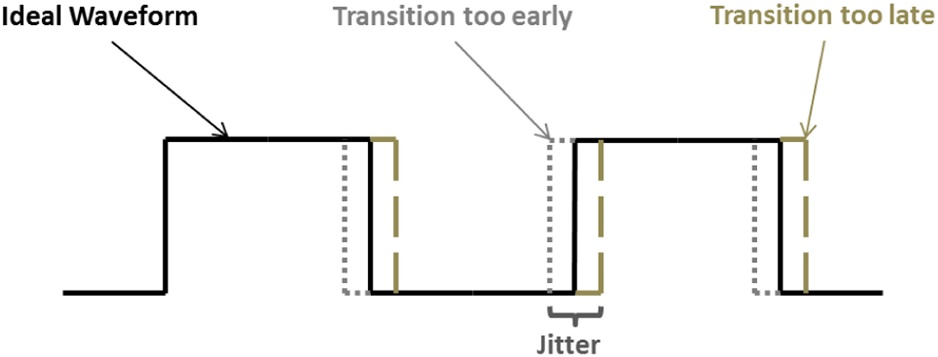 Ideal Waveform
Transition too early
Transition too late
Jitter